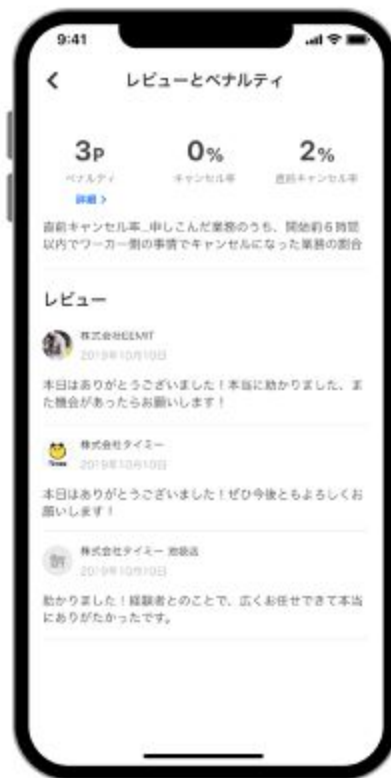 9:41
レビューとペナルティ
3P
0%
2%
ペナルティ
キャンセル率
直前キャンセル率
詳細 >
直前キャンセル率…申しこんだ業務のうち、開始前6時間
以内でワーカー側の事情でキャンセルになった業務の割合
レビュー
株式会社EEMIT
2019年10月10日
本日はありがとうございました!本当に助かりました、ま
た機会があったらお願いします!
株式会社タイミー
2019年10月10日
本日はありがとうございました!ぜひ今後ともよろしくお
願いします!
株式会社タイミー 池袋店
2019年10月10日
助かりました!経験者とのことで、広くお任せできて本当
にありがたかったです。